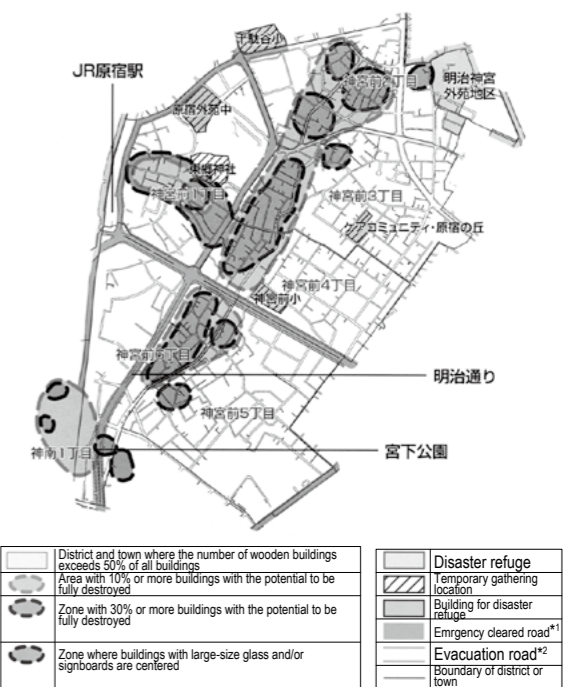 千駄谷小
JR原宿駅
神宮前2丁目
明治神宮
外苑地区
原宿外苑中
東郷神社
神宮前1丁目
神宮前3丁目
ケアコミュニティ・原宿の丘
神宮前4丁目
神宮前小
神宮前6丁目
明治通り
神宮前5丁目
神南1丁目
宮下公園
District and town where the number of wooden buildings
exceeds 50% of all buildings
Area with 10% or more buildings with the potential to be
fully destroyed
Zone with 30% or more buildings with the potential to be
fully destroyed
Zone where buildings with large-size glass and/or
signboards are centered
Disaster refuge
Temporary gathering
location
Building for disaster
refuge
Emrgency cleared road*1
Evacuation road*2
Boundary of district or
town